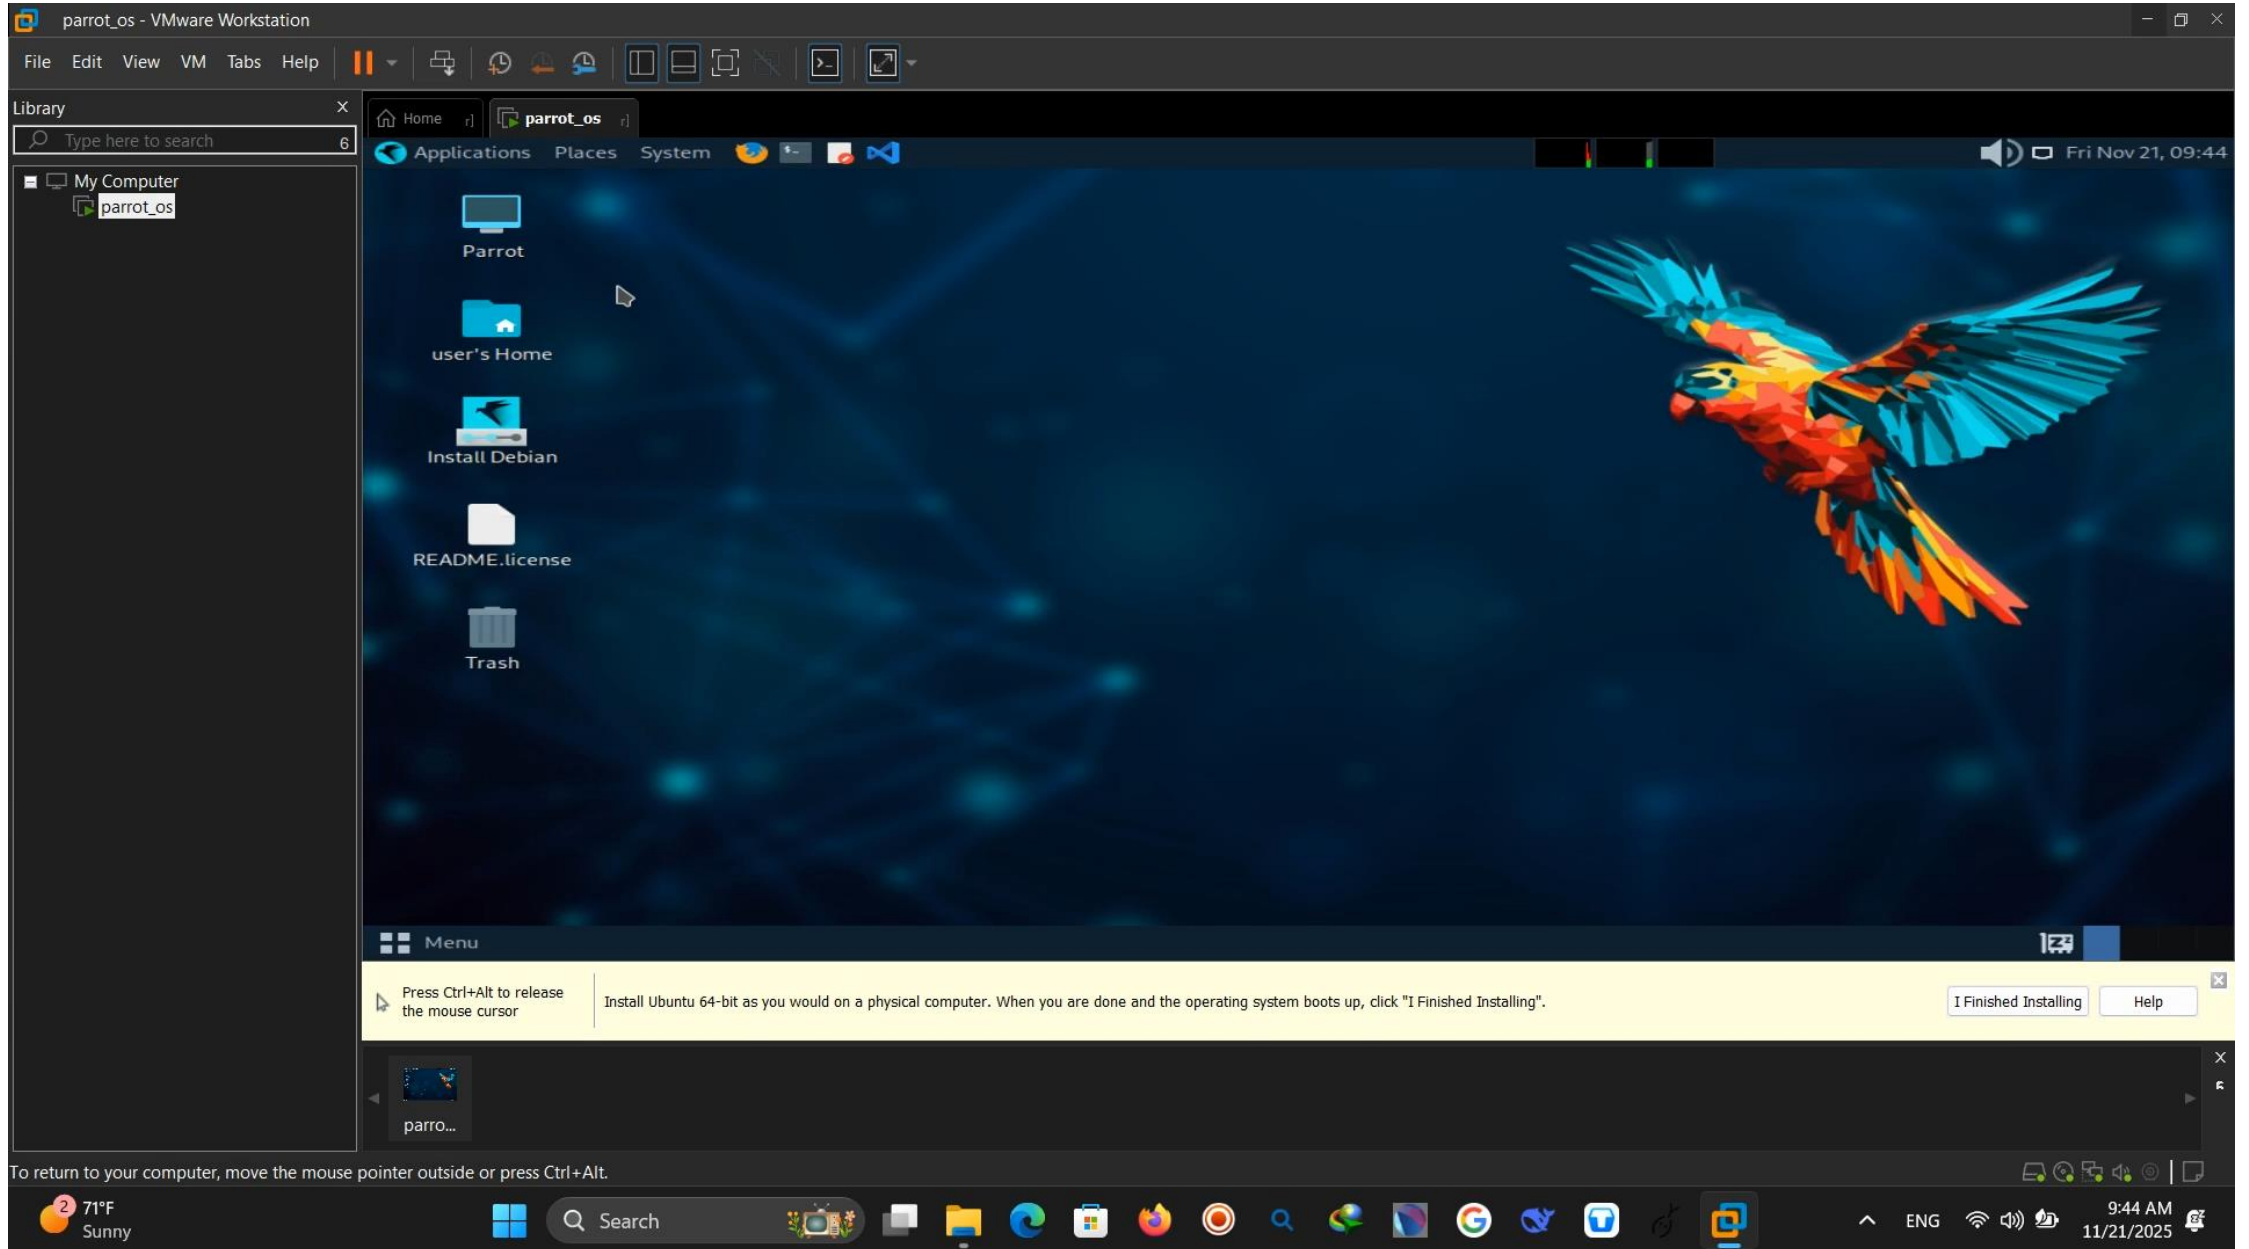 parrot_os - VMware Workstation
File Edit View VM Tabs Help
Library X
Home parrot_os
Type here to search
Applications Places System Fri Nov 21, 09:44
My Computer
parrot_os
Parrot
user's Home
Install Debian
README.license
Trash
Menu
Press Ctrl+Alt to release
the mouse cursor
Install Ubuntu 64-bit as you would on a physical computer. When you are done and the operating system boots up, click "I Finished Installing".
I Finished Installing Help
parro...
To return to your computer, move the mouse pointer outside or press Ctrl+Alt.
2 71°F
Sunny
Search
ENG
9:44 AM
11/21/2025